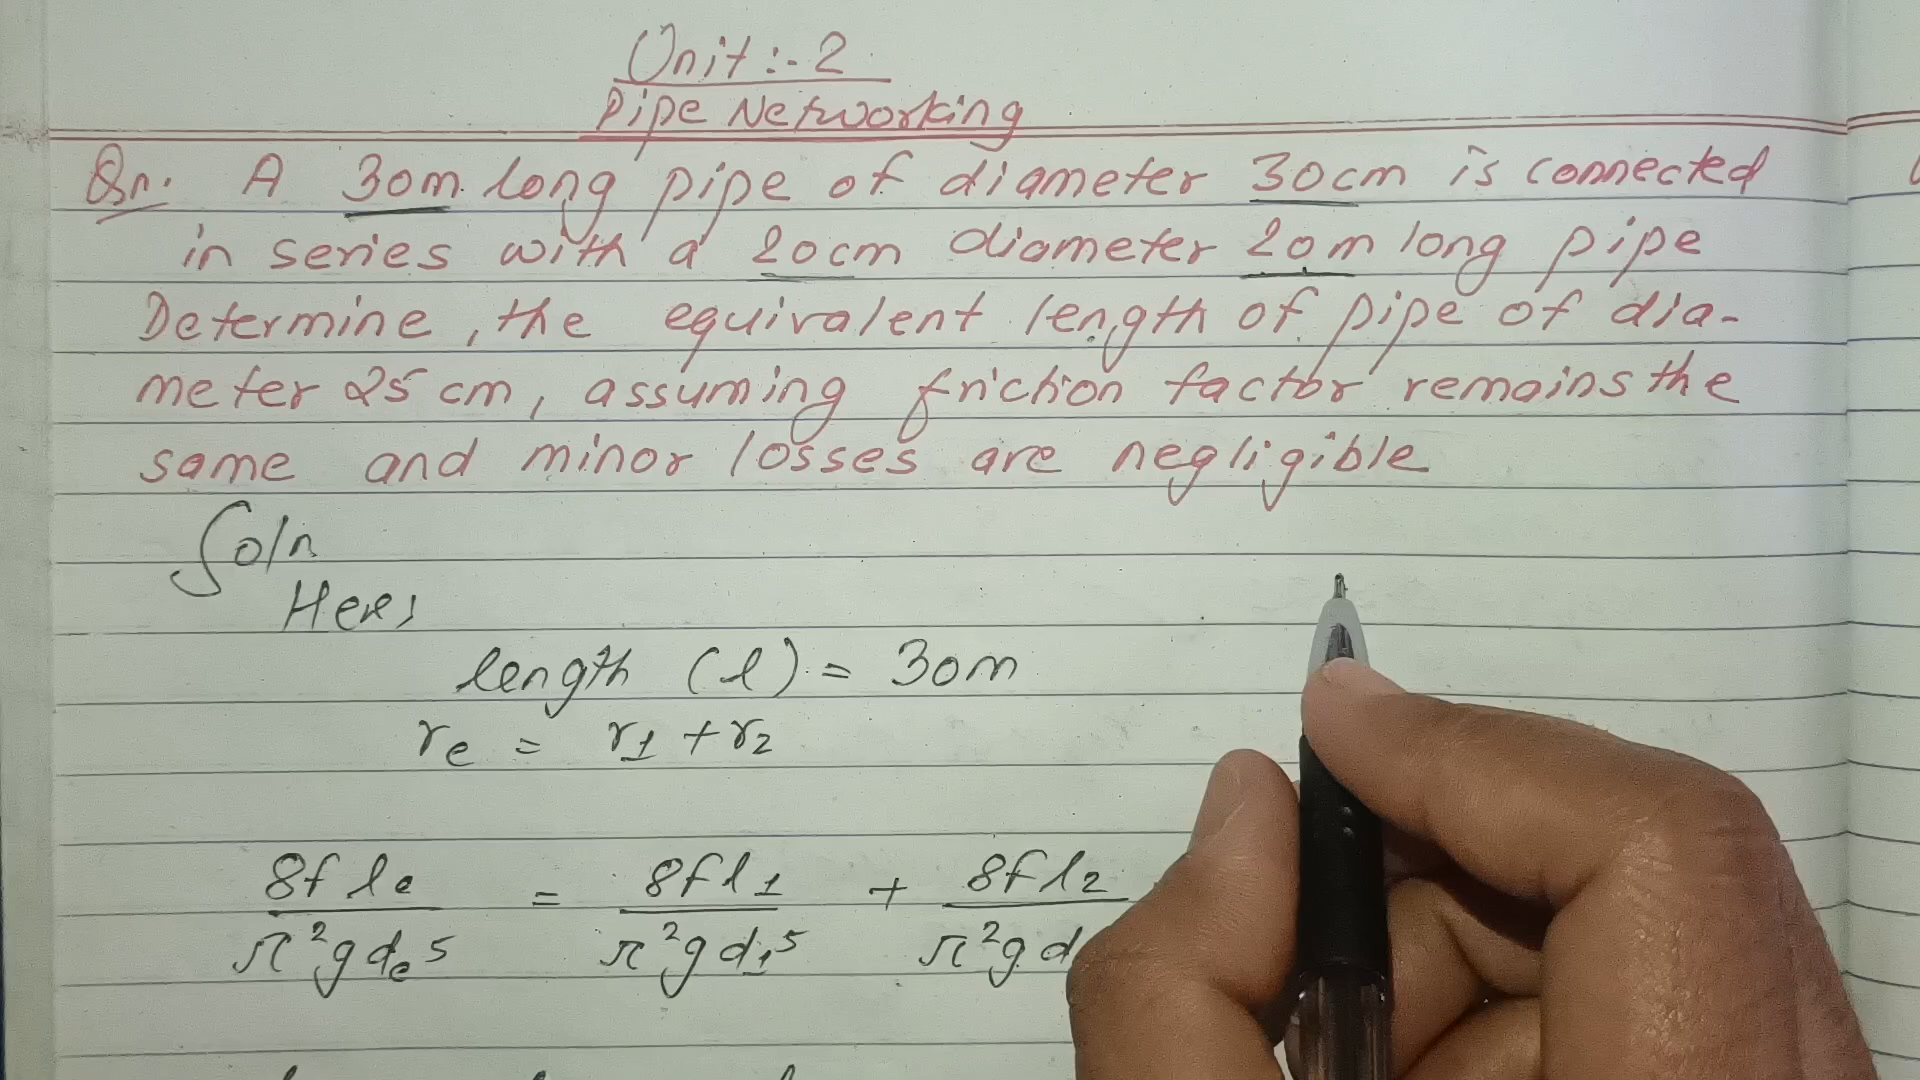 Unit:-2
Pipe Networking
Qn. A 30m long pipe of diameter 30cm is connected
in series with a 20cm diameter 20m long pipe
Determine, the equivalent length of pipe of dia-
meter 25 cm, assuming friction factor remains the
same and minor losses are negligible
Soln
Here,
length (l) = 30m
re = r1 + r2
8f le / π²g de⁵ = 8f l1 / π²g d1⁵ + 8f l2 / π²g d